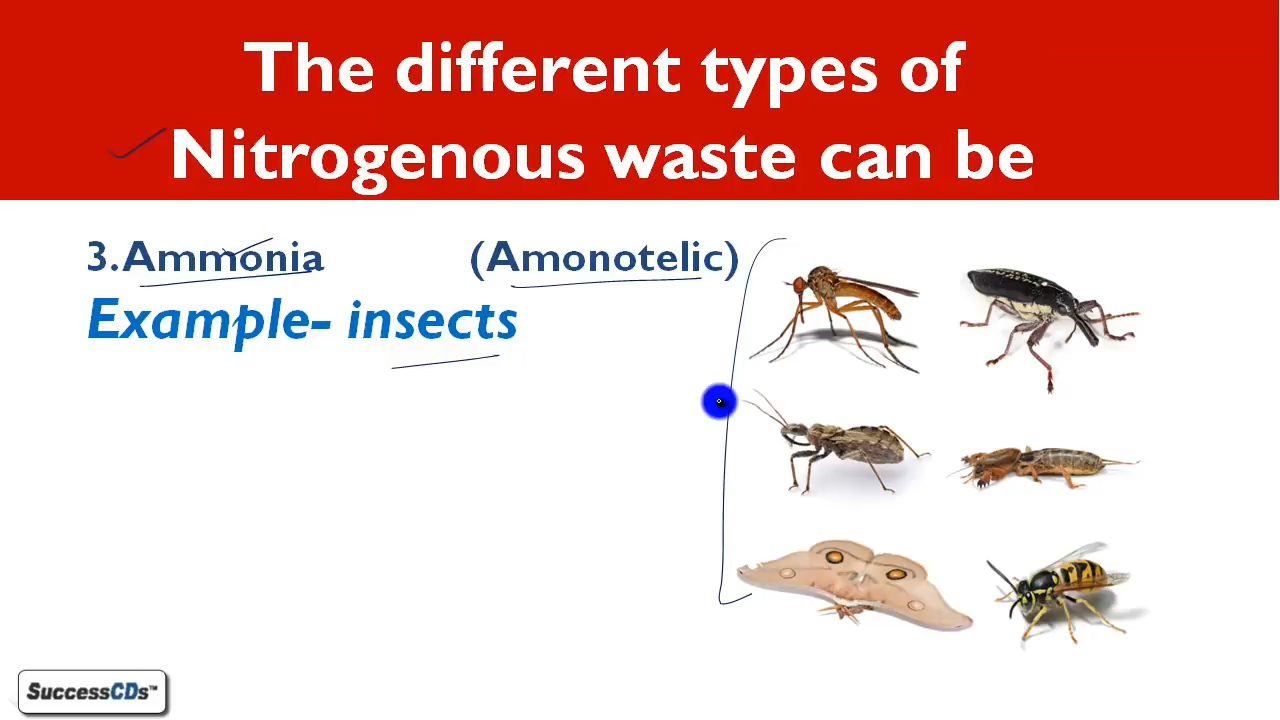 The different types of
Nitrogenous waste can be
3. Ammonia (Amonotelic)
Example- insects
SuccessCDs™